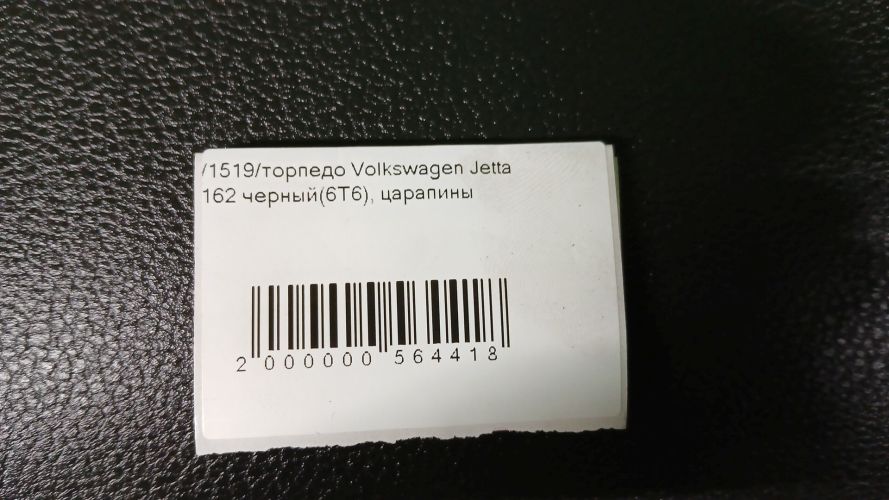 /1519/торпедо Volkswagen Jetta
162 черный(6Т6), царапины
2 000000 564418